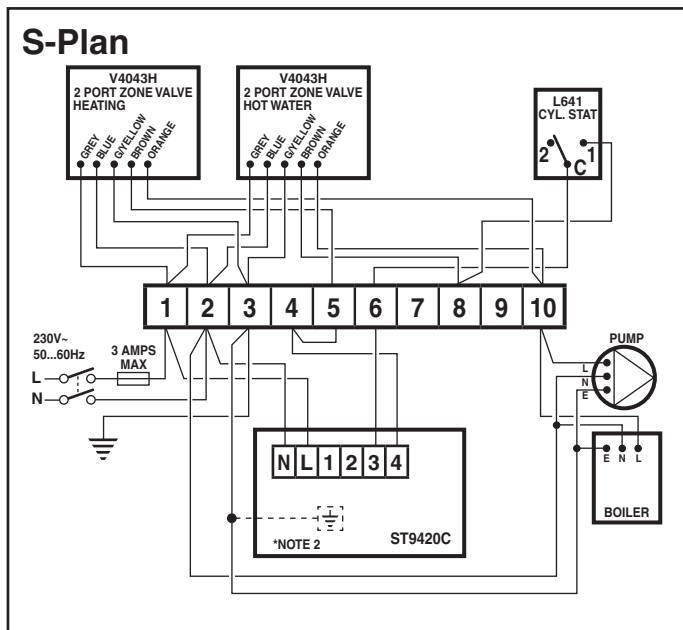 S-Plan
V4043H
2 PORT ZONE VALVE
HEATING
GREY
BLUE
G/YELLOW
BROWN
ORANGE
V4043H
2 PORT ZONE VALVE
HOT WATER
GREY
BLUE
G/YELLOW
BROWN
ORANGE
L641
CYL. STAT
2 1
C
1 2 3 4 5 6 7 8 9 10
230V~
50...60Hz
3 AMPS
MAX
L
N
PUMP
L
N
E
N L 1 2 3 4
E N L
BOILER
*NOTE 2 ST9420C